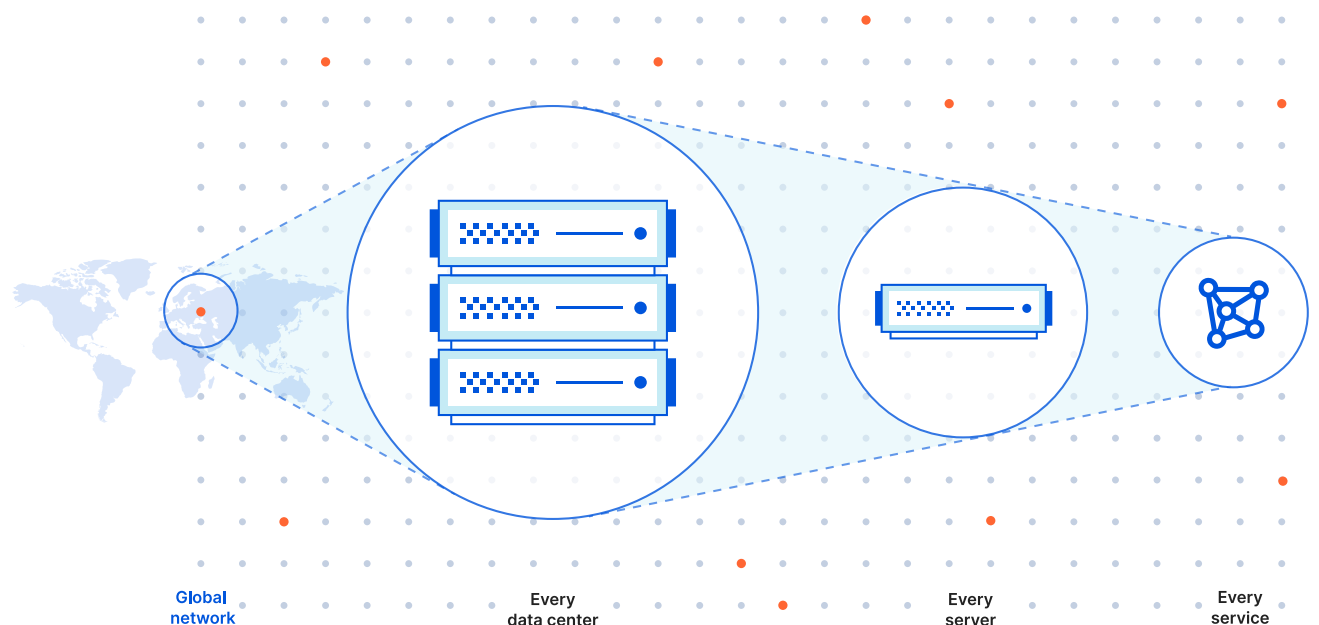 Global
network
Every
data center
Every
server
Every
service